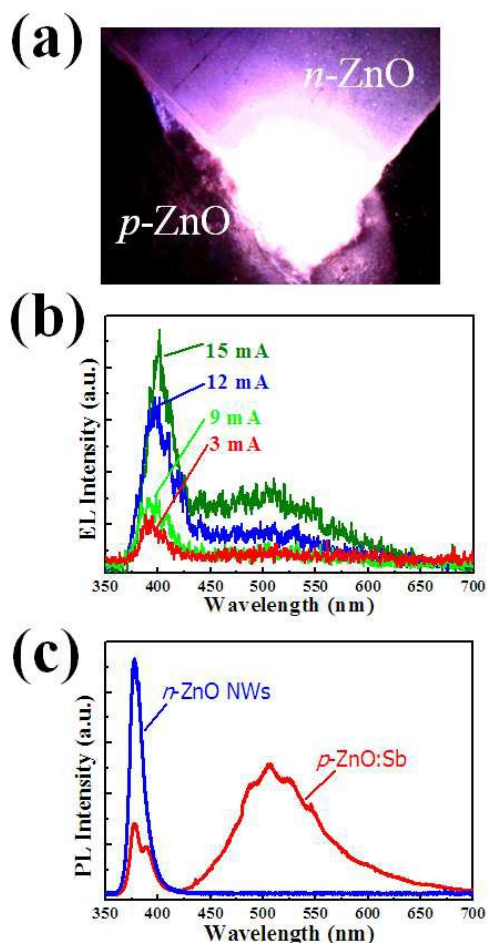 (a)
n-ZnO
p-ZnO
(b)
EL Intensity (a.u.)
15 mA
12 mA
9 mA
3 mA
350 400 450 500 550 600 650 700
Wavelength (nm)
(c)
PL Intensity (a.u.)
n-ZnO NWs
p-ZnO:Sb
350 400 450 500 550 600 650 700
Wavelength (nm)